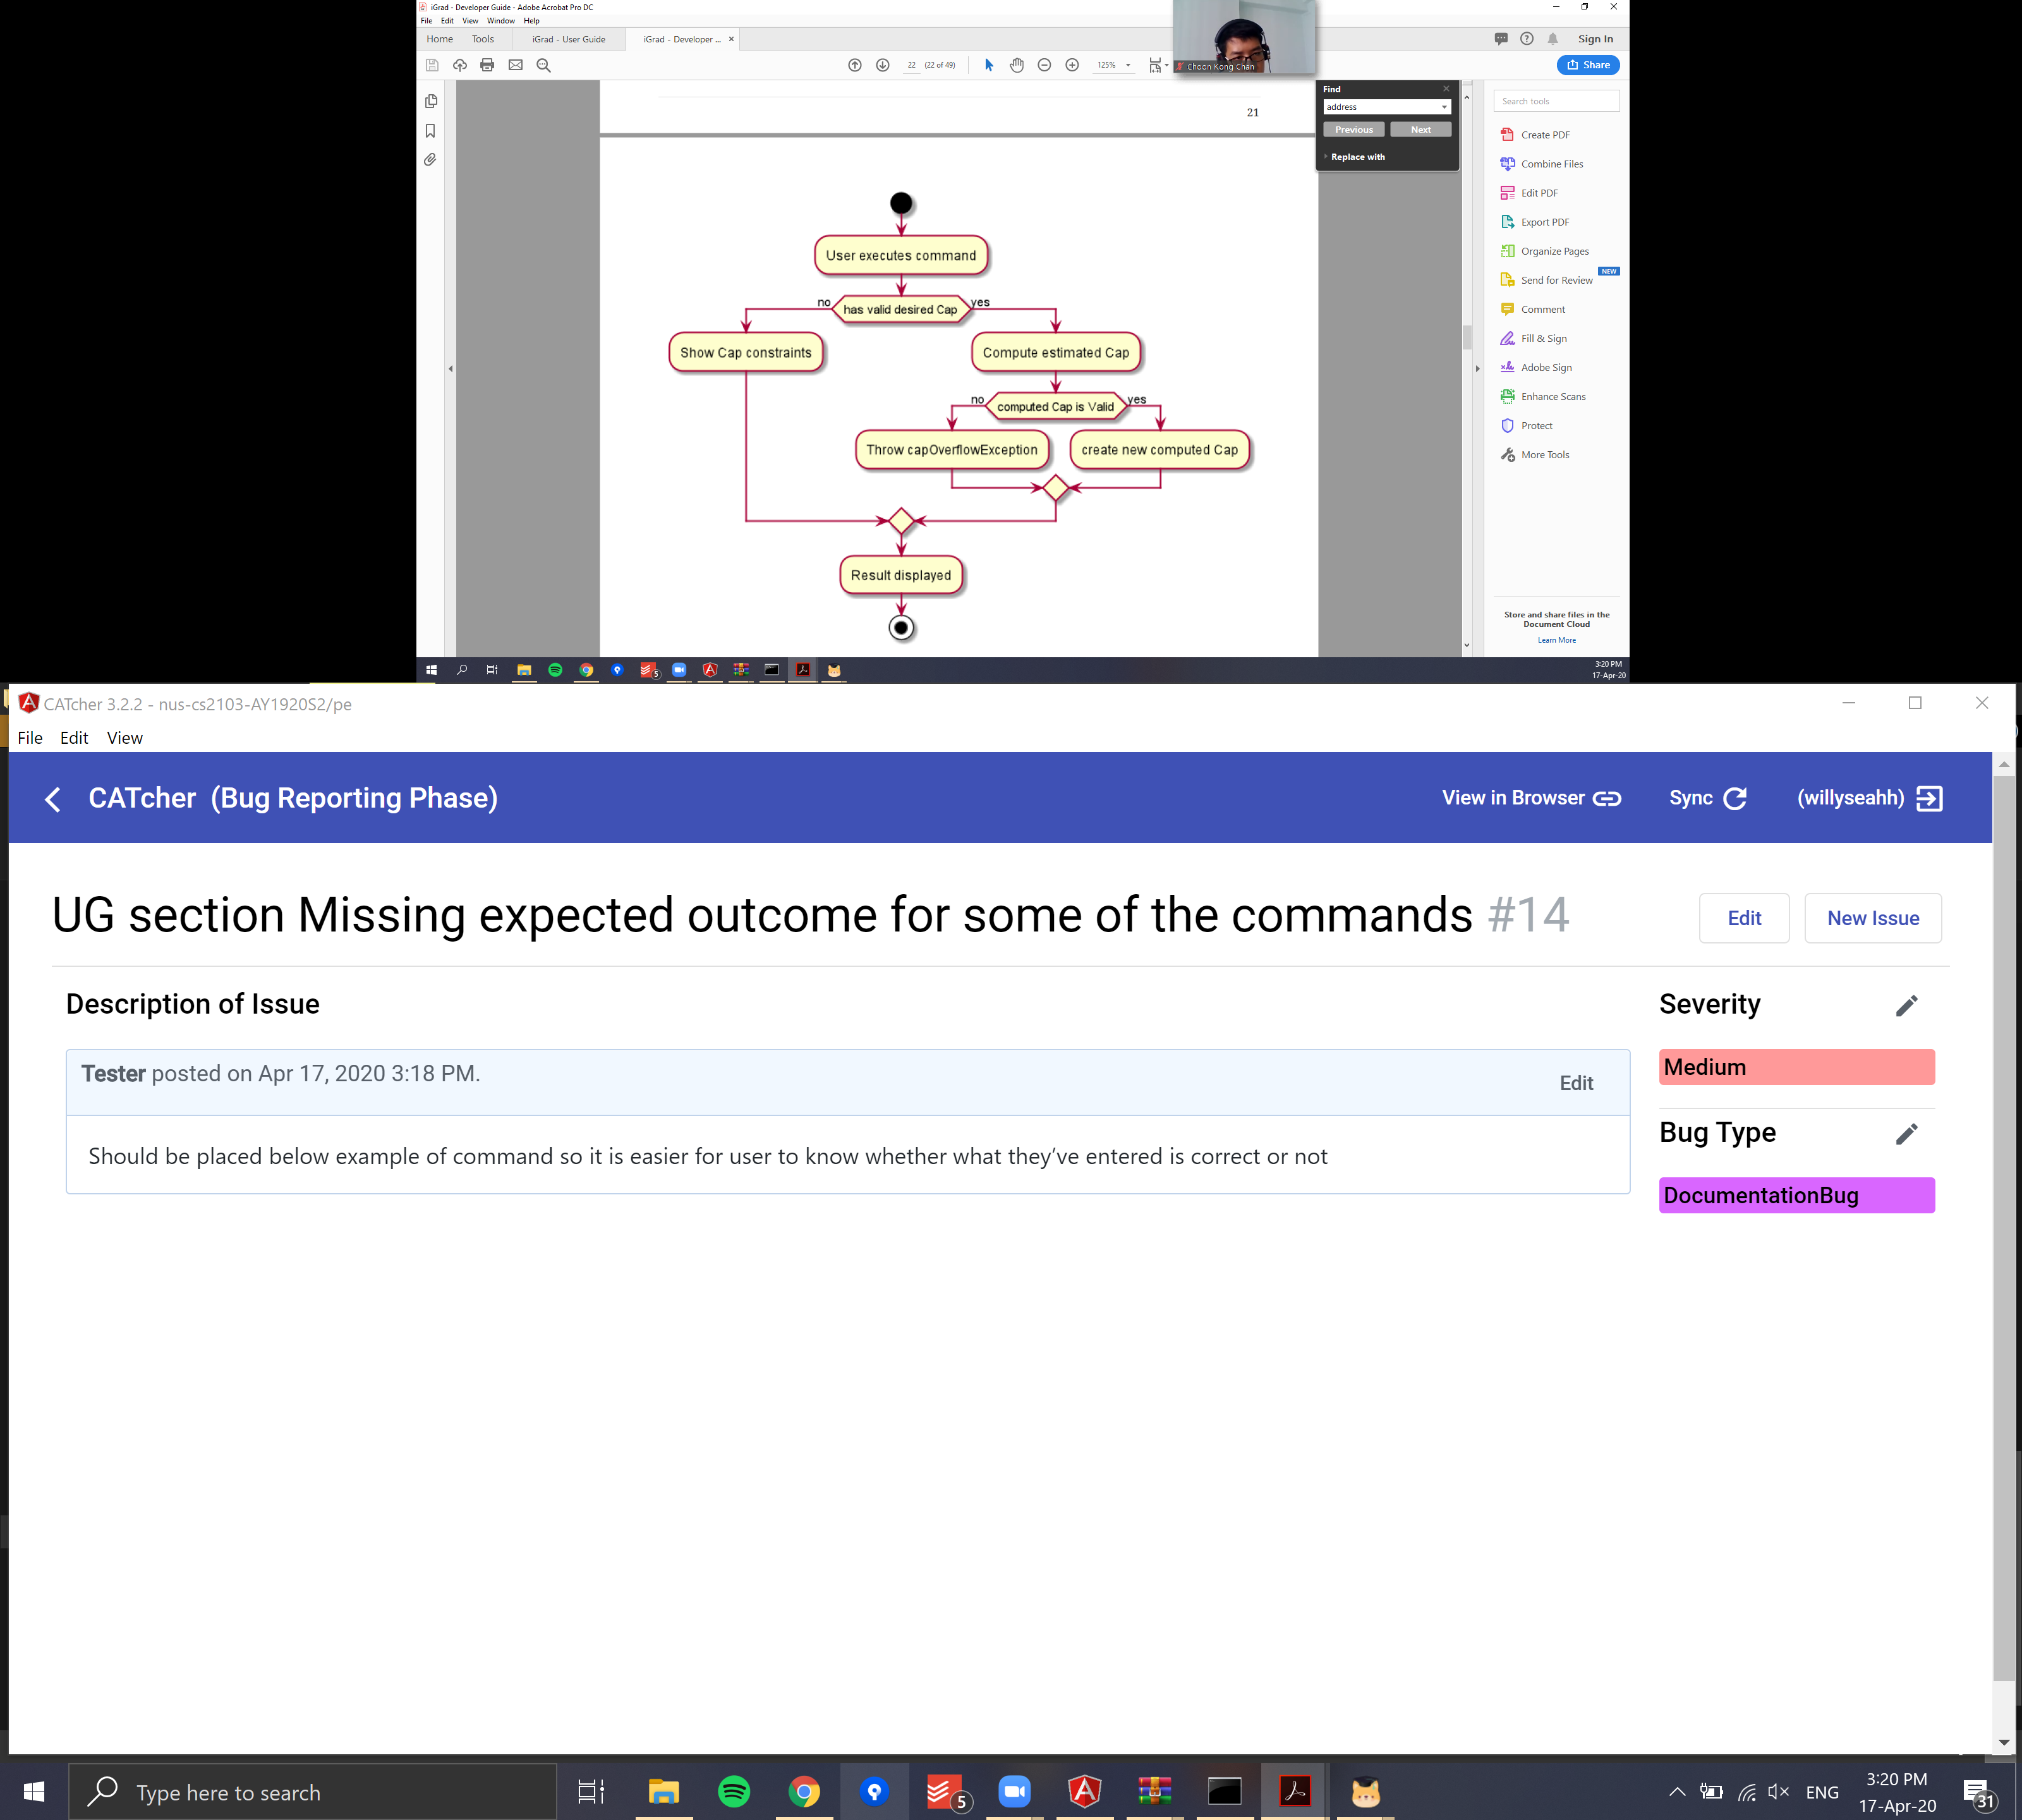 iGrad - Developer Guide - Adobe Acrobat Pro DC
File Edit View Window Help
Home Tools iGrad - User Guide iGrad - Developer ... ×
Sign In
22 (22 of 49) 125%
Share
Choon Kong Chan
21
Find
address
Previous Next
Replace with
Search tools
Create PDF
Combine Files
Edit PDF
Export PDF
Organize Pages
Send for Review NEW
Comment
Fill & Sign
Adobe Sign
Enhance Scans
Protect
More Tools
Store and share files in the
Document Cloud
Learn More
User executes command
no has valid desired Cap yes
Show Cap constraints Compute estimated Cap
no computed Cap is Valid yes
Throw capOverflowException create new computed Cap
Result displayed
5
3:20 PM
17-Apr-20
CATcher 3.2.2 - nus-cs2103-AY1920S2/pe
File Edit View
CATcher (Bug Reporting Phase) View in Browser Sync (willyseahh)
UG section Missing expected outcome for some of the commands #14 Edit New Issue
Description of Issue
Severity
Tester posted on Apr 17, 2020 3:18 PM. Edit
Medium
Should be placed below example of command so it is easier for user to know whether what they've entered is correct or not
Bug Type
DocumentationBug
Type here to search
5
ENG
3:20 PM
17-Apr-20
31